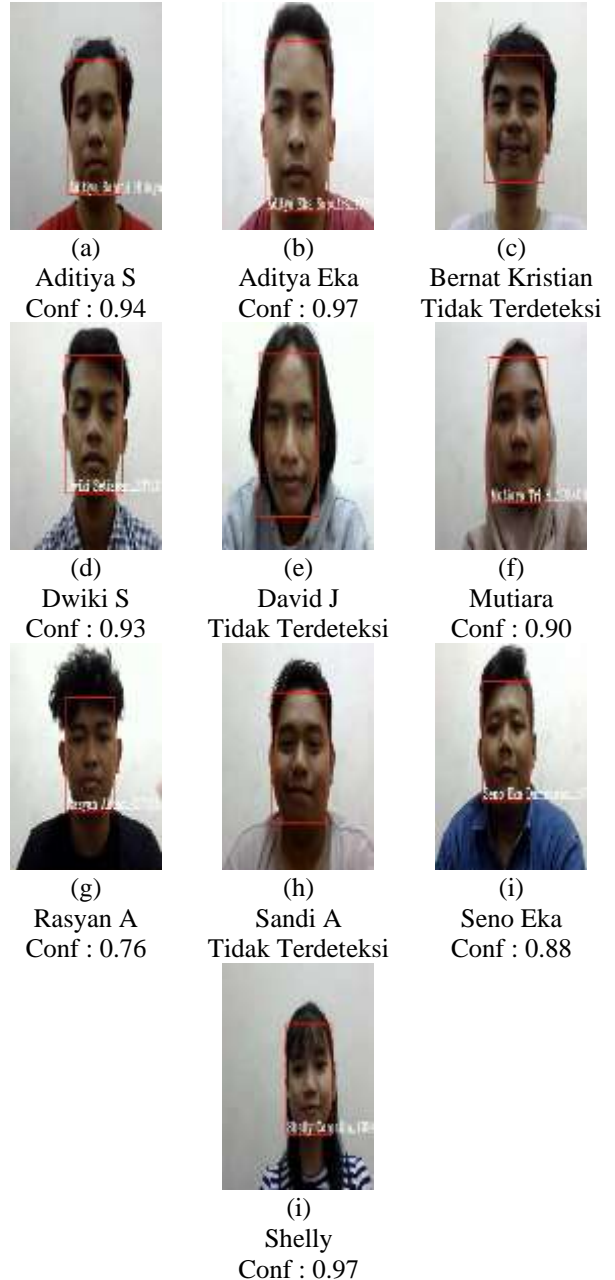 (a)
(b)
(c)
Aditiya S
Aditya Eka
Bernat Kristian
Conf : 0.94
Conf : 0.97
Tidak Terdeteksi
(d)
(e)
(f)
Dwiki S
David J
Mutiara
Conf : 0.93
Tidak Terdeteksi
Conf : 0.90
(g)
(h)
(i)
Rasyan A
Sandi A
Seno Eka
Conf : 0.76
Tidak Terdeteksi
Conf : 0.88
(i)
Shelly
Conf : 0.97